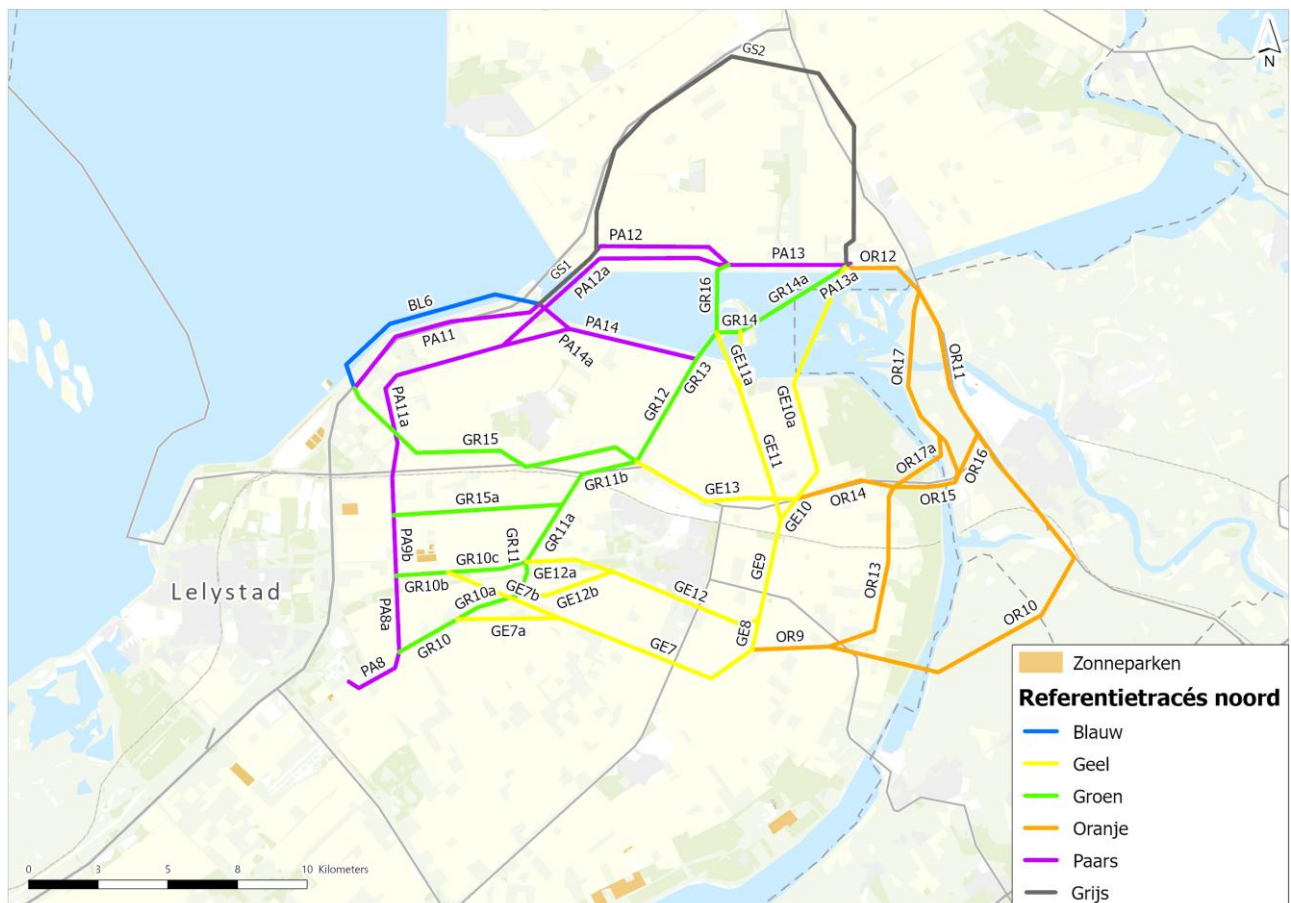 GS2
N
PA12
PA13
OR12
GS1
PA12a
GR14a
PA13a
GR16
BL6
PA11
PA14
GR14
PA14a
GR13
GE11a
OR17
OR11
GR12
GE10a
PA11a
GE11
GR15
OR17a
OR16
GR11b
GE13
OR14
OR15
GR15a
GR11a
GE10
PA9b
GR11
GR10c
GE12a
GE9
OR13
GR10b
GR10a
GE7b
GE12b
GE12
Lelystad
PA8a
GE7a
GE8
OR9
OR10
PA8
GR10
GE7
Zonneparken
Referentietracés noord
Blauw
Geel
Groen
Oranje
Paars
Grijs
0 3 5 8 10 Kilometers